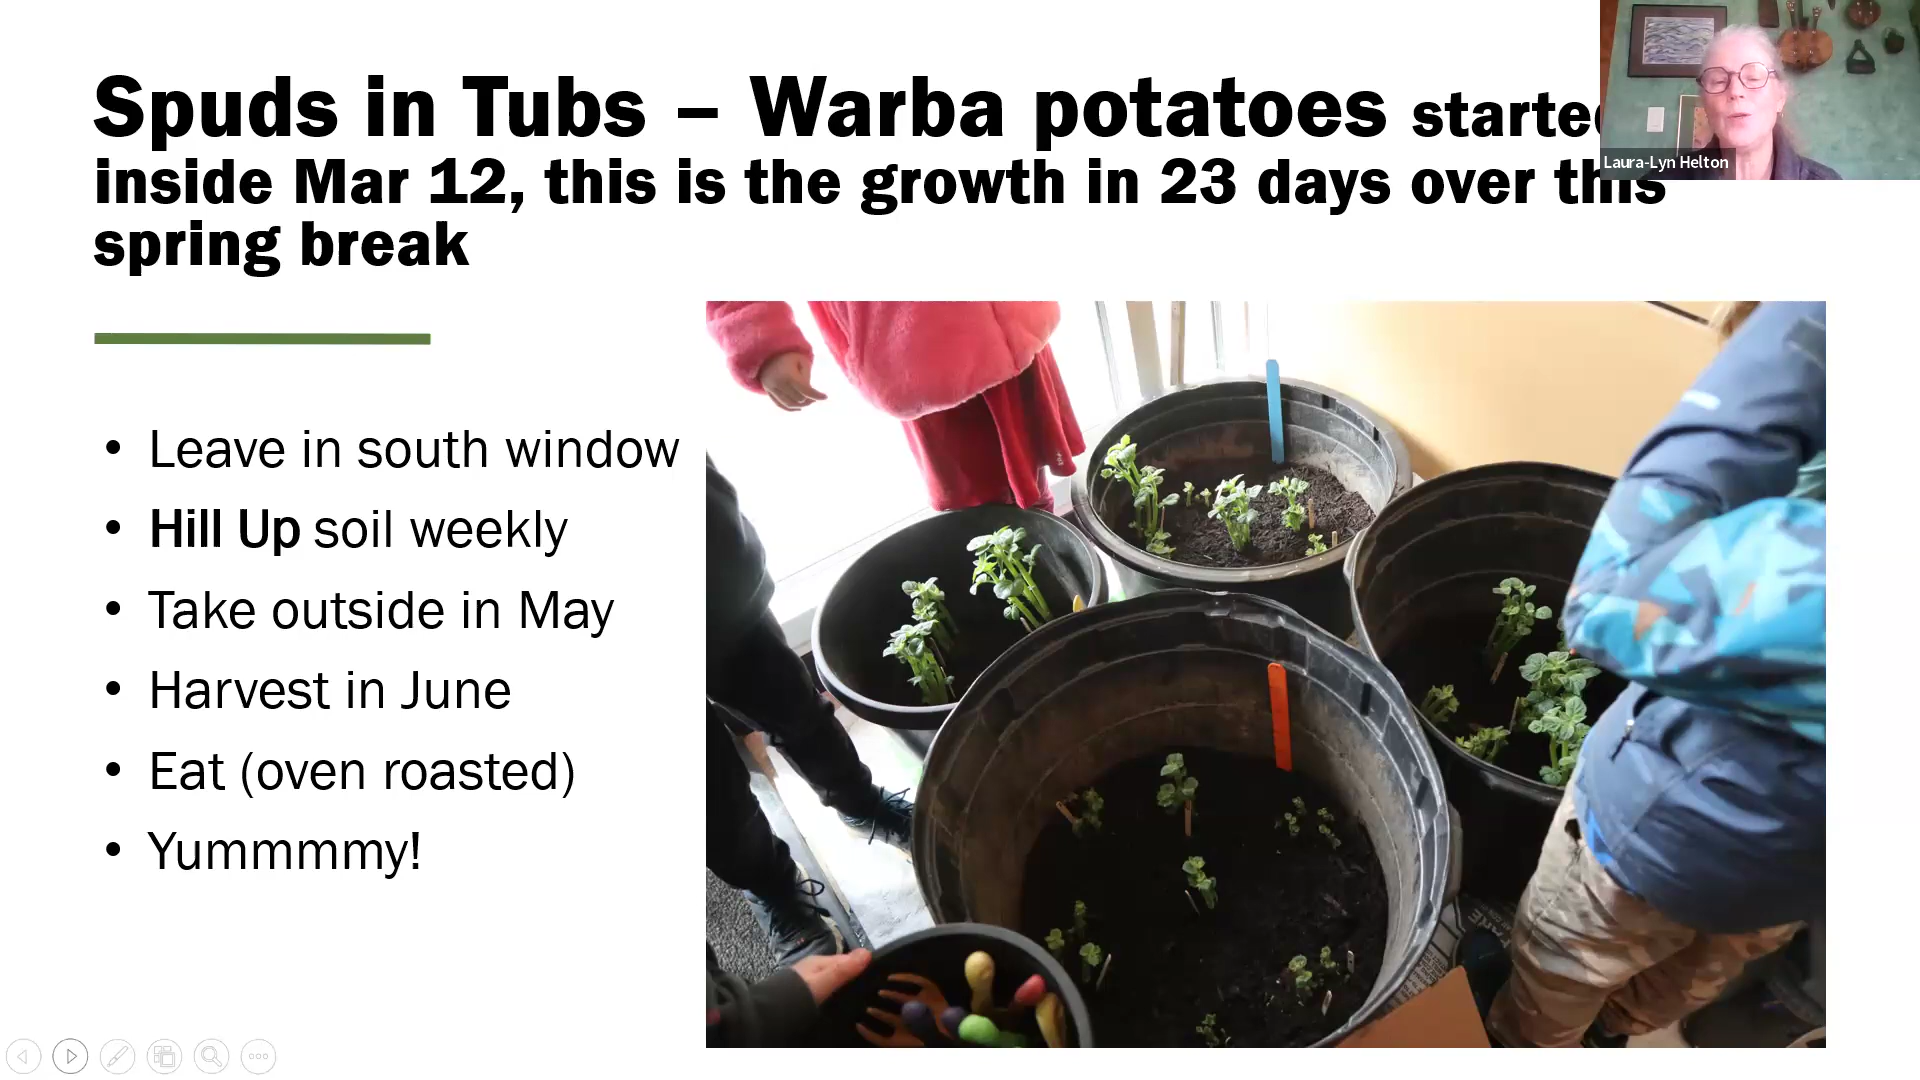 Spuds in Tubs – Warba potatoes starte
inside Mar 12, this is the growth in 23 days over this
spring break
Laura-Lyn Helton
• Leave in south window
• Hill Up soil weekly
• Take outside in May
• Harvest in June
• Eat (oven roasted)
• Yummmmy!